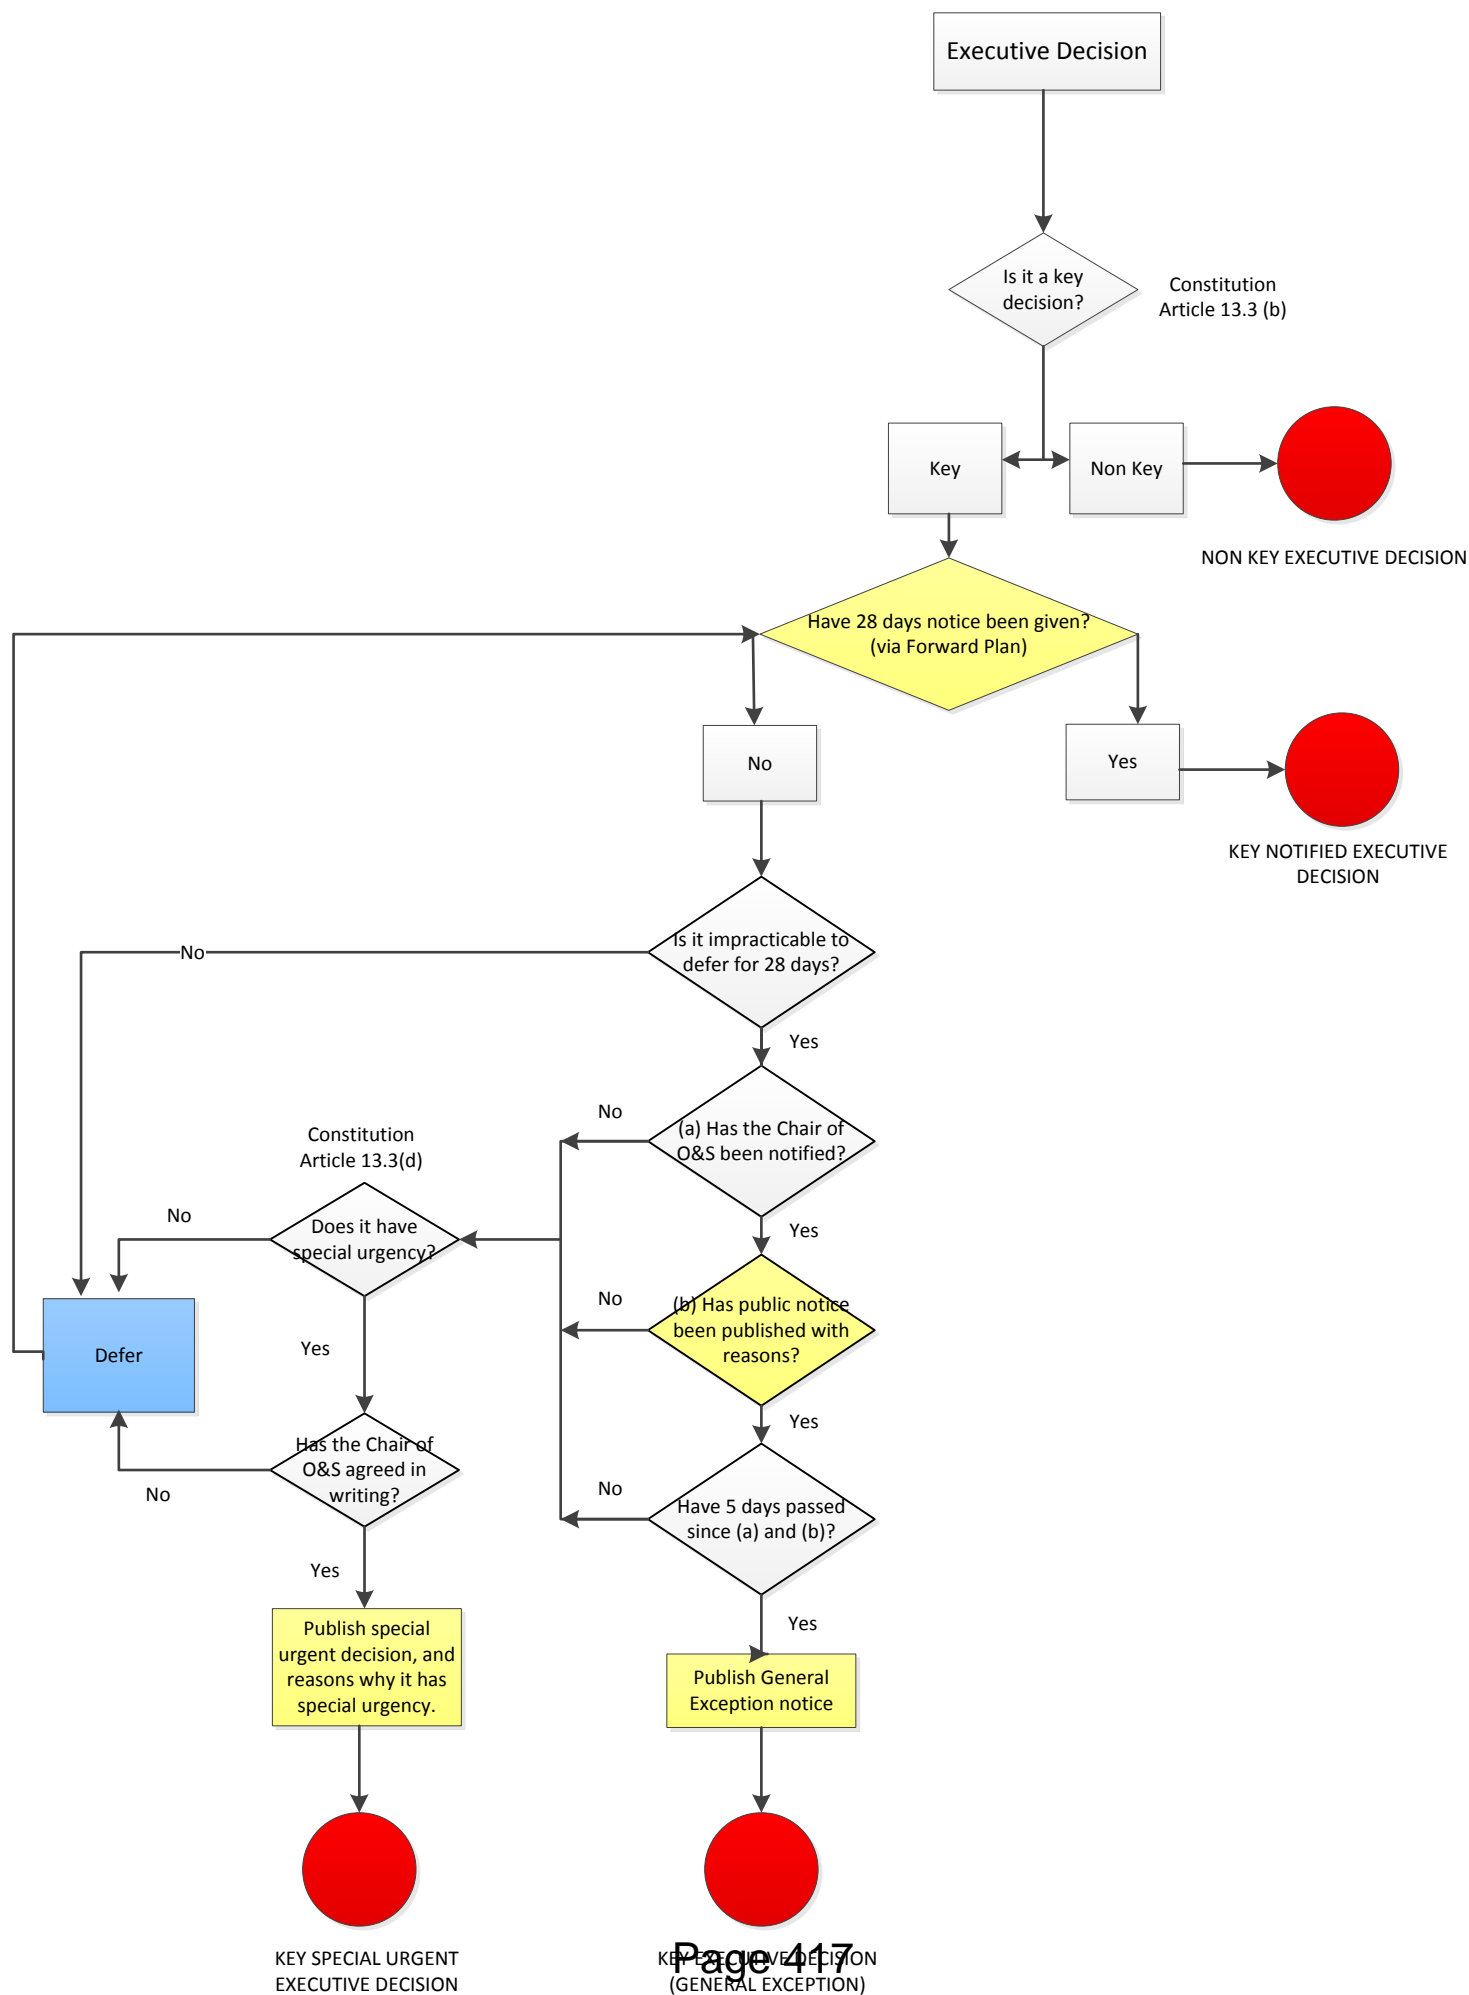 Executive Decision
Is it a key
decision?
Constitution
Article 13.3 (b)
Key
Non Key
NON KEY EXECUTIVE DECISION
Have 28 days notice been given?
(via Forward Plan)
No
Yes
KEY NOTIFIED EXECUTIVE
DECISION
Is it impracticable to
defer for 28 days?
No
Yes
(a) Has the Chair of
O&S been notified?
No
Yes
Constitution
Article 13.3(d)
Does it have
special urgency?
No
Yes
(b) Has public notice
been published with
reasons?
No
Yes
Defer
Has the Chair of
O&S agreed in
writing?
No
Yes
Have 5 days passed
since (a) and (b)?
No
Yes
Publish special
urgent decision, and
reasons why it has
special urgency.
Publish General
Exception notice
KEY SPECIAL URGENT
EXECUTIVE DECISION
KEY EXECUTIVE DECISION
(GENERAL EXCEPTION)
Page 417